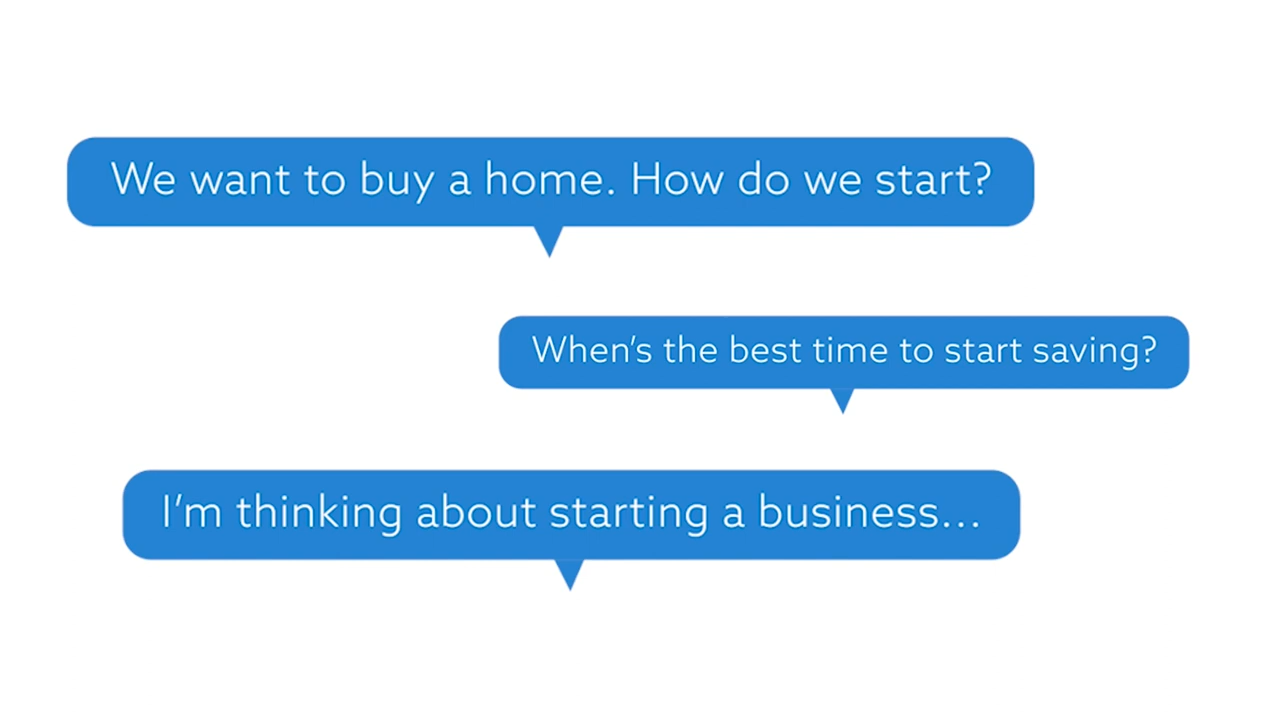 We want to buy a home. How do we start?
When's the best time to start saving?
I'm thinking about starting a business...